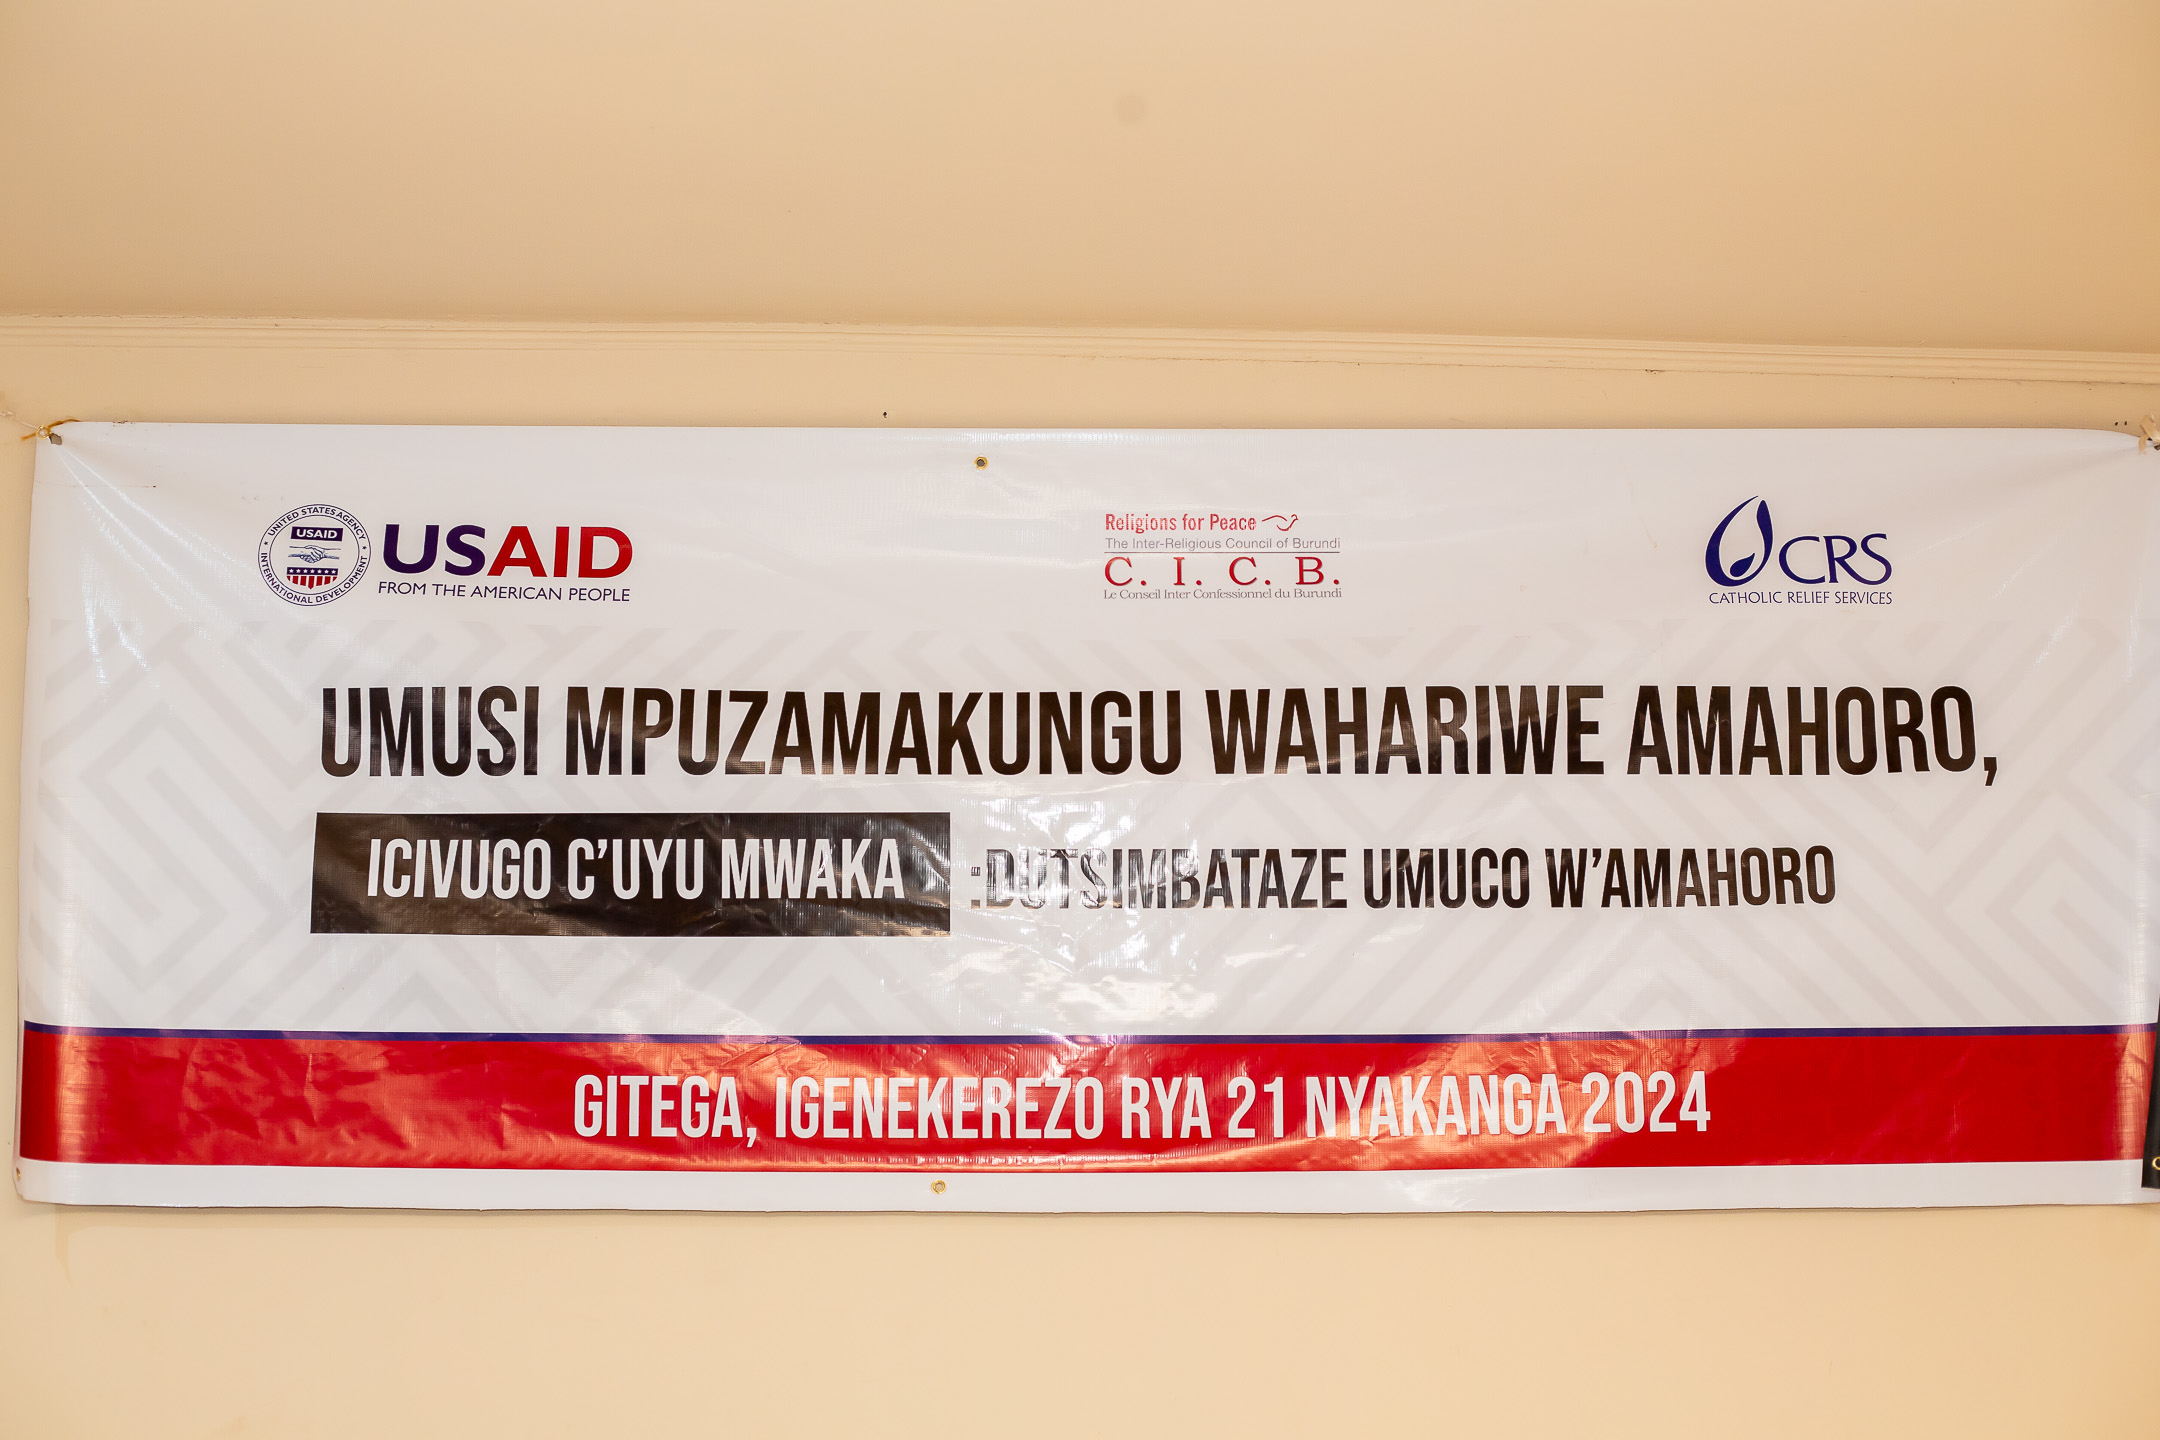 UNITED STATES AGENCY
USAID
INTERNATIONAL DEVELOPMENT
USAID
FROM THE AMERICAN PEOPLE
Religions for Peace
The Inter-Religious Council of Burundi
C. I. C. B.
Le Conseil Inter Confessionnel du Burundi
CRS
CATHOLIC RELIEF SERVICES
UMUSI MPUZAMAKUNGU WAHARIWE AMAHORO,
ICIVUGO C'UYU MWAKA :DUTSIMBATAZE UMUCO W'AMAHORO
GITEGA, IGENEKEREZO RYA 21 NYAKANGA 2024